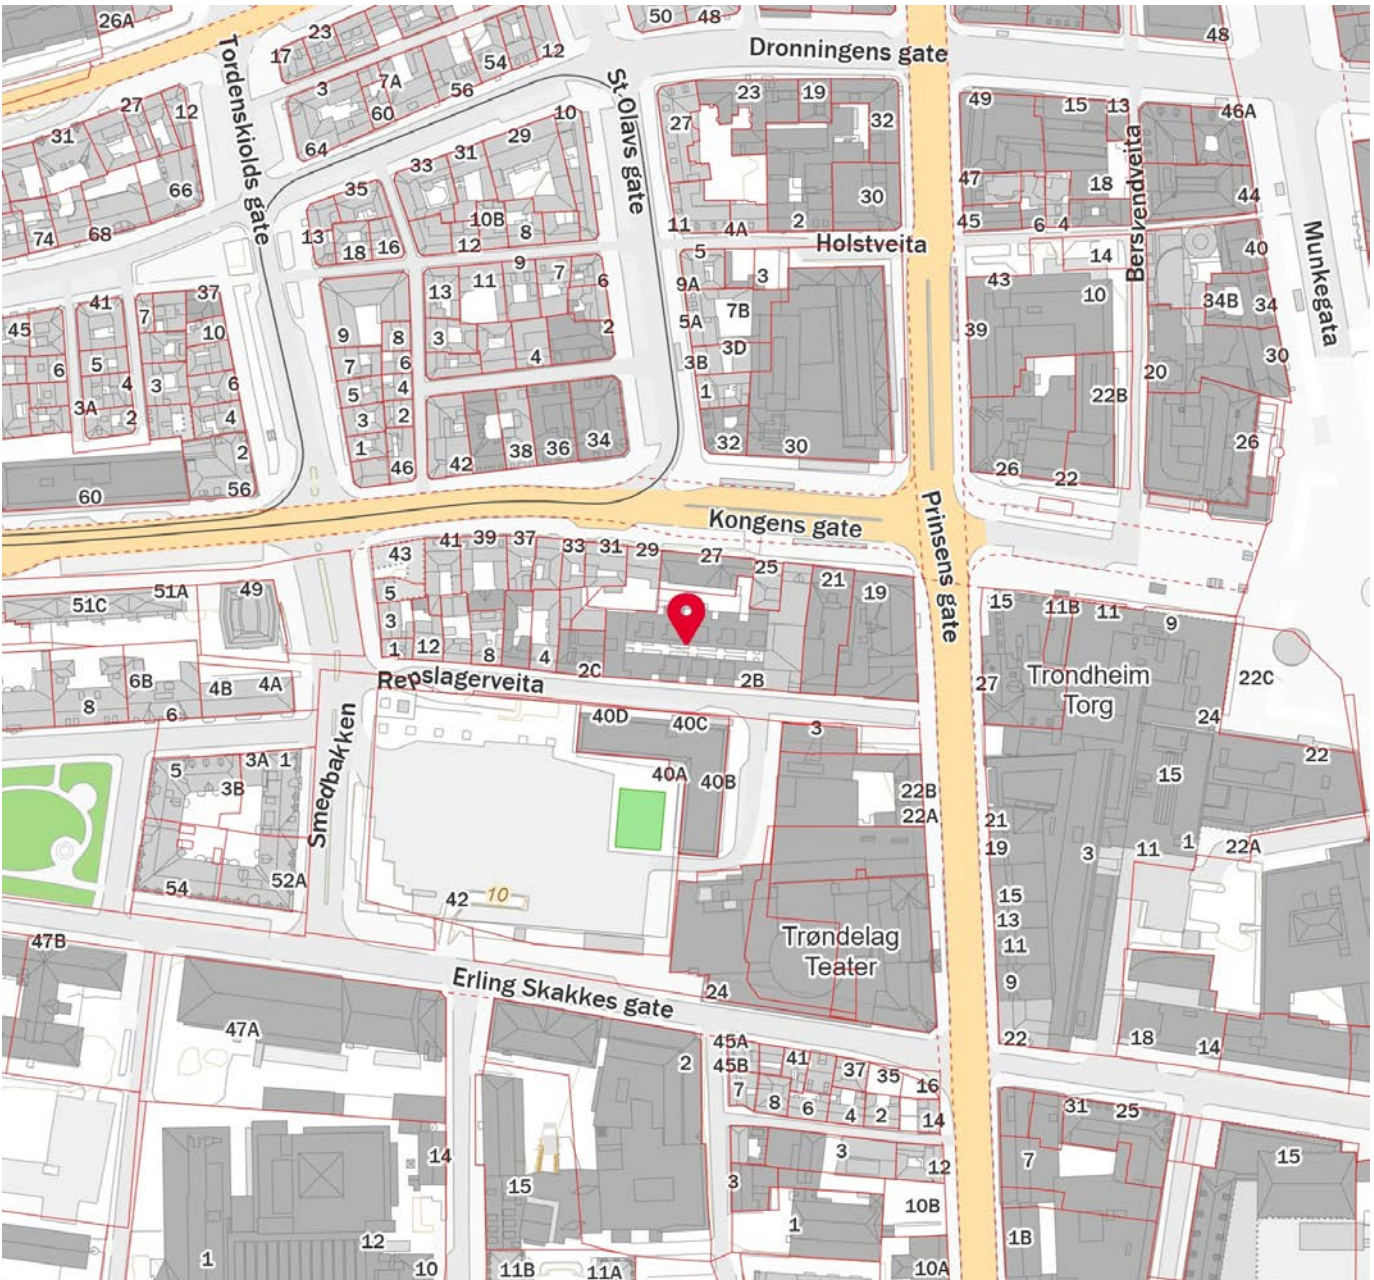 26A
23
50
48
17
54
12
Dronningens gate
48
Tordenskiolds gate
3
7A
56
60
St Olavs gate
27
12
10
23
19
49
15
13
46A
31
29
27
32
Bersvendveita
64
33
31
66
35
18
47
44
30
74
68
13
18
16
10B
12
8
11
4A
2
Holstveita
45
6
4
Munkegata
14
40
9
7
6
5
3
43
10
34B
34
41
7
37
13
11
9A
7B
5A
45
10
9
8
3
2
39
6
5
4
3
6
7
6
4
3B
3D
20
30
3A
2
4
5
4
1
22B
3
2
2
1
32
30
26
60
56
46
42
38
36
34
26
22
Prinsens gate
Kongens gate
43
41
39
37
33
31
29
27
25
21
19
51C
51A
49
5
3
1
12
8
4
2C
2B
15
11B
11
9
Repslagerveita
Trondheim
Torg
22C
27
24
6B
8
6
4B
4A
40D
40C
3
22
5
3B
3A
1
Smedbakken
40A
40B
22B
22A
15
21
19
3
11
1
22A
54
52A
42
10
15
13
11
9
Trøndelag
Teater
47B
Erling Skakkes gate
24
22
47A
45A
45B
2
41
37
35
16
7
8
6
4
2
14
18
14
31
25
14
15
3
3
12
7
15
10B
1
1B
1
12
10
11B
11A
10A